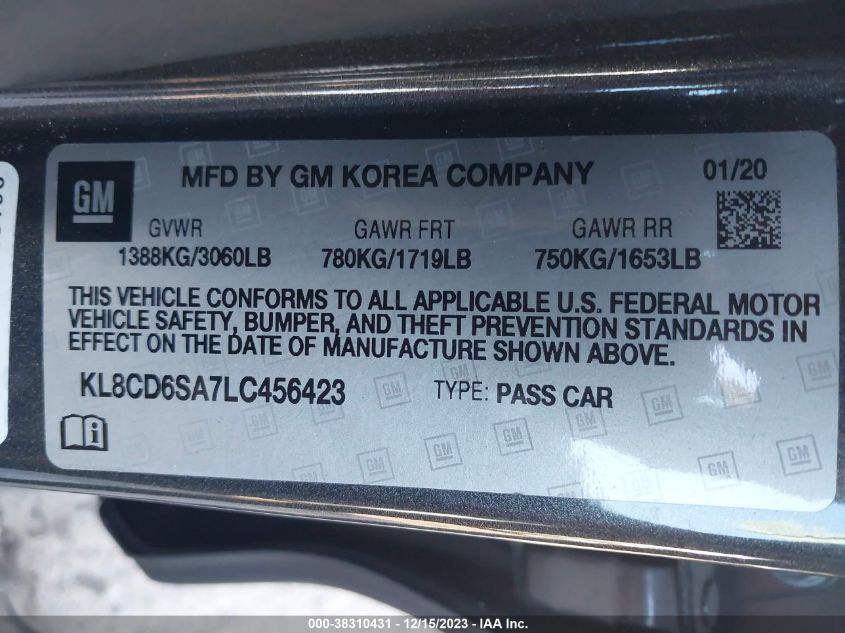 GM
MFD BY GM KOREA COMPANY
01/20
GVWR
GAWR FRT
GAWR RR
1388KG/3060LB
780KG/1719LB
750KG/1653LB
THIS VEHICLE CONFORMS TO ALL APPLICABLE U.S. FEDERAL MOTOR
VEHICLE SAFETY, BUMPER, AND THEFT PREVENTION STANDARDS IN
EFFECT ON THE DATE OF MANUFACTURE SHOWN ABOVE.
KL8CD6SA7LC456423
TYPE: PASS CAR
000-38310431 - 12/15/2023 - IAA Inc.